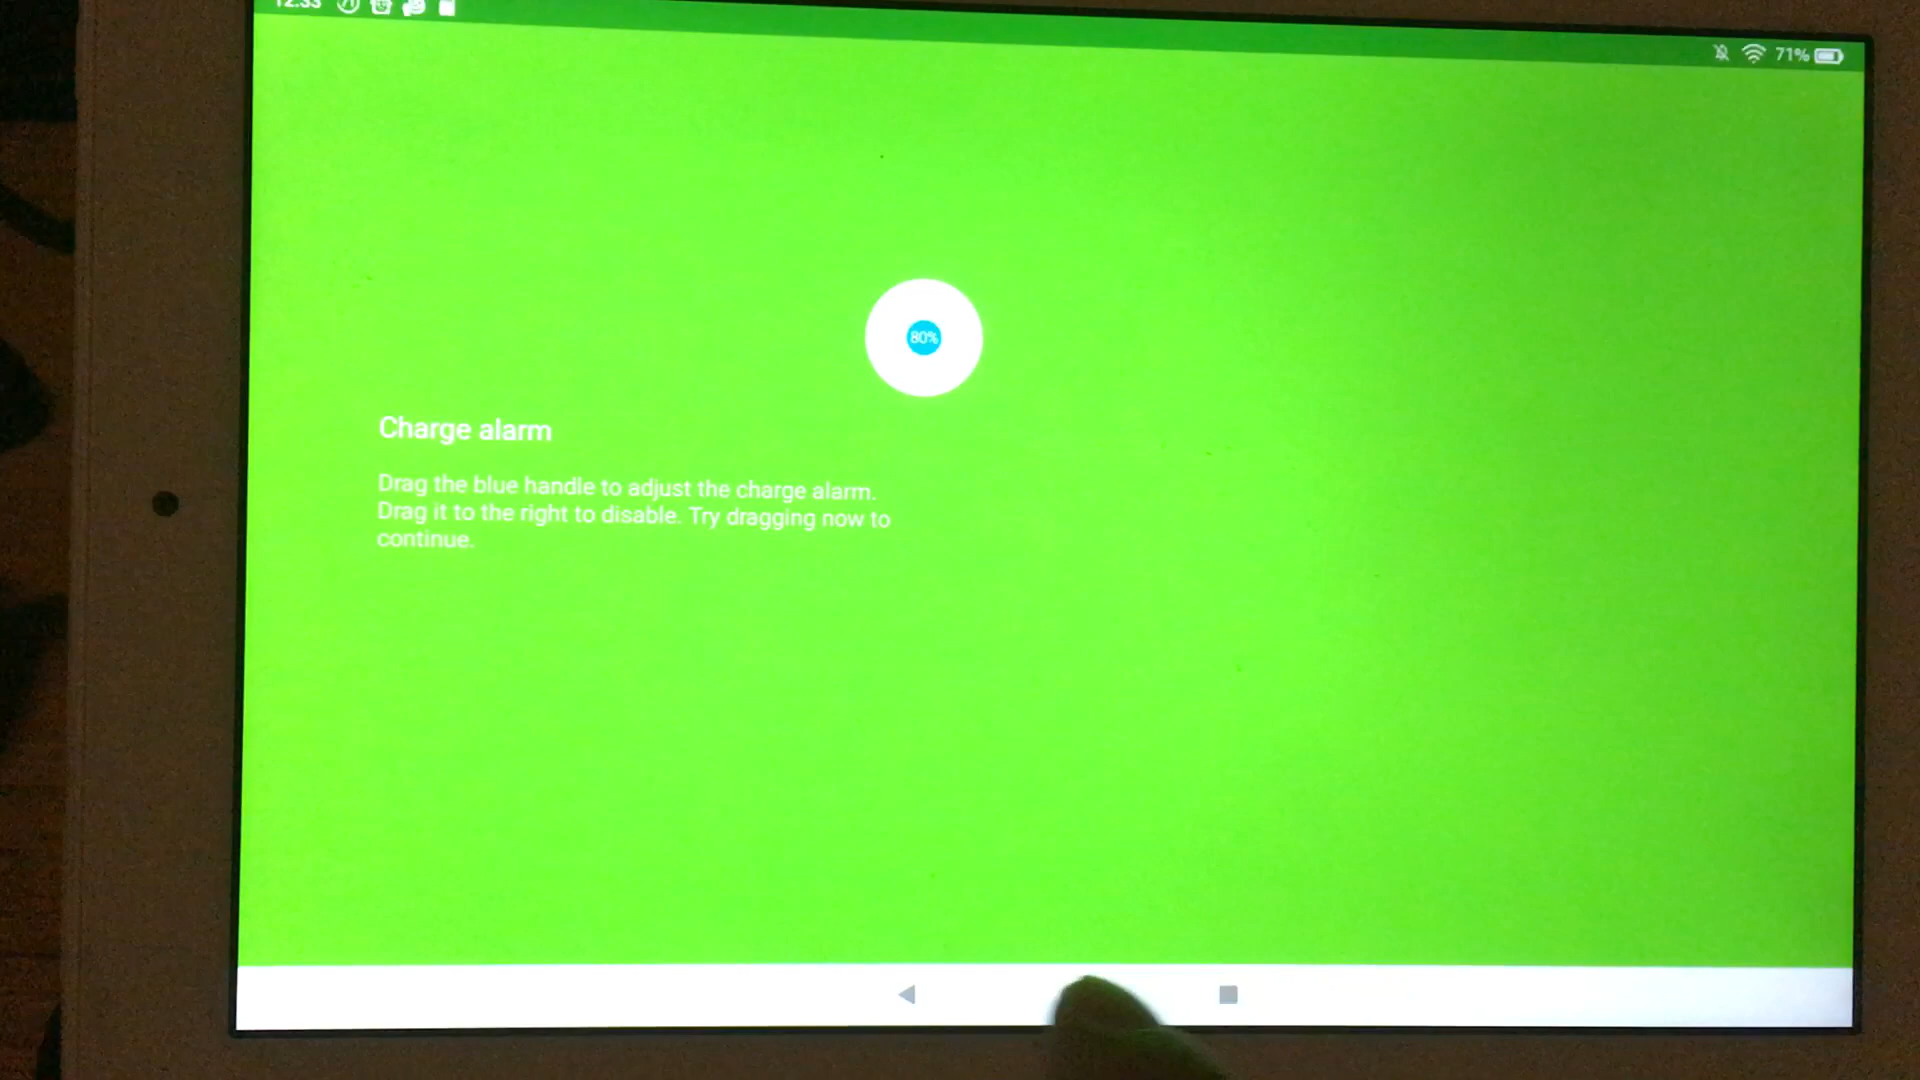 12:33
71%
80%
Charge alarm
Drag the blue handle to adjust the charge alarm.
Drag it to the right to disable. Try dragging now to
continue.